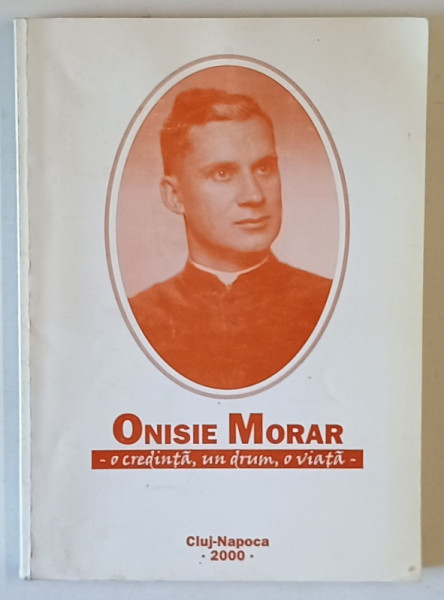 ONISIE MORAR
- o credință, un drum, o viață -
Cluj-Napoca
· 2000 ·